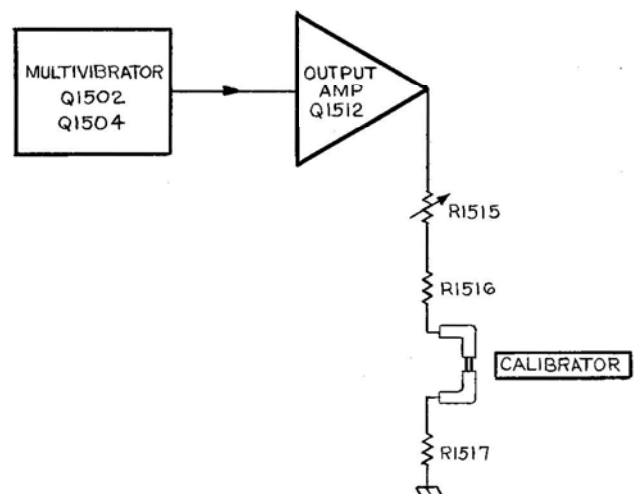 MULTIVIBRATOR
Q1502
Q1504
OUTPUT
AMP
Q1512
R1515
R1516
CALIBRATOR
R1517